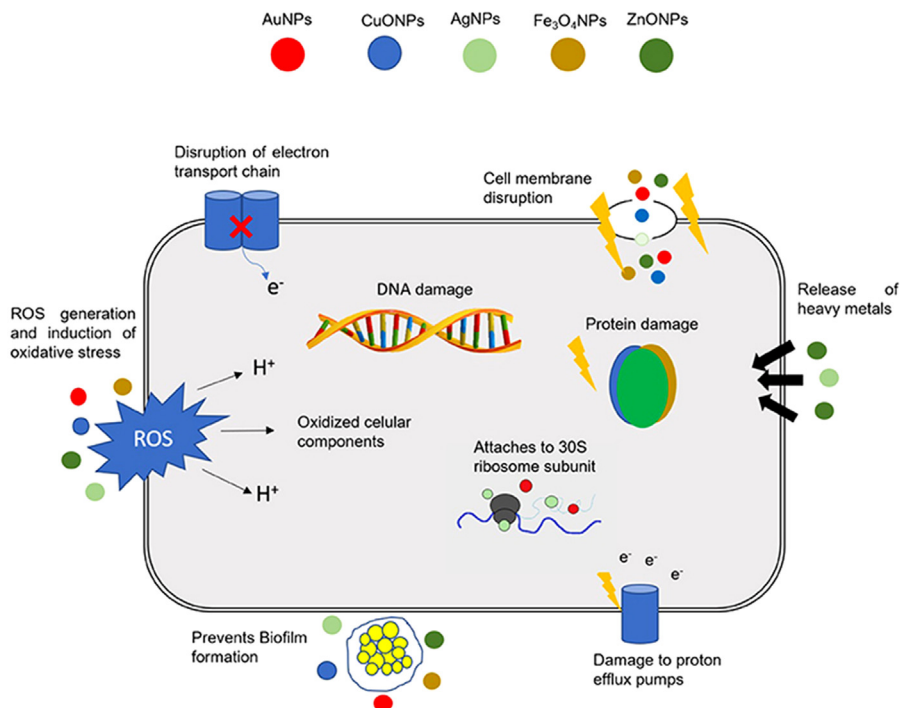 AuNPs CuONPs AgNPs Fe₃O₄NPs ZnONPs
Disruption of electron
transport chain
e⁻
Cell membrane
disruption
ROS generation
and induction of
oxidative stress
ROS
H⁺
Oxidized celular
components
H⁺
DNA damage
Protein damage
Release of
heavy metals
Attaches to 30S
ribosome subunit
e⁻ e⁻ e⁻
Damage to proton
efflux pumps
Prevents Biofilm
formation